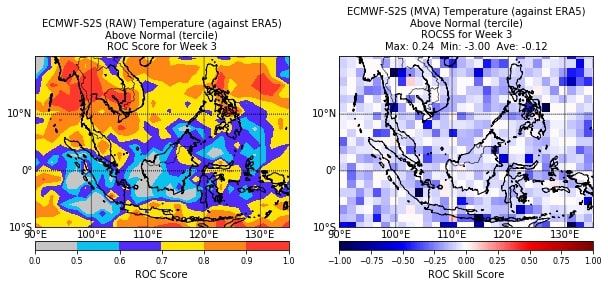 ECMWF-S2S (RAW) Temperature (against ERA5)
Above Normal (tercile)
ROC Score for Week 3
10°N
0°
10°S
90°E 100°E 110°E 120°E 130°E
0.0 0.5 0.6 0.7 0.8 0.9 1.0
ROC Score
ECMWF-S2S (MVA) Temperature (against ERA5)
Above Normal (tercile)
ROCSS for Week 3
Max: 0.24 Min: -3.00 Ave: -0.12
10°N
0°
10°S
90°E 100°E 110°E 120°E 130°E
−1.00 −0.75 −0.50 −0.25 0.00 0.25 0.50 0.75 1.00
ROC Skill Score